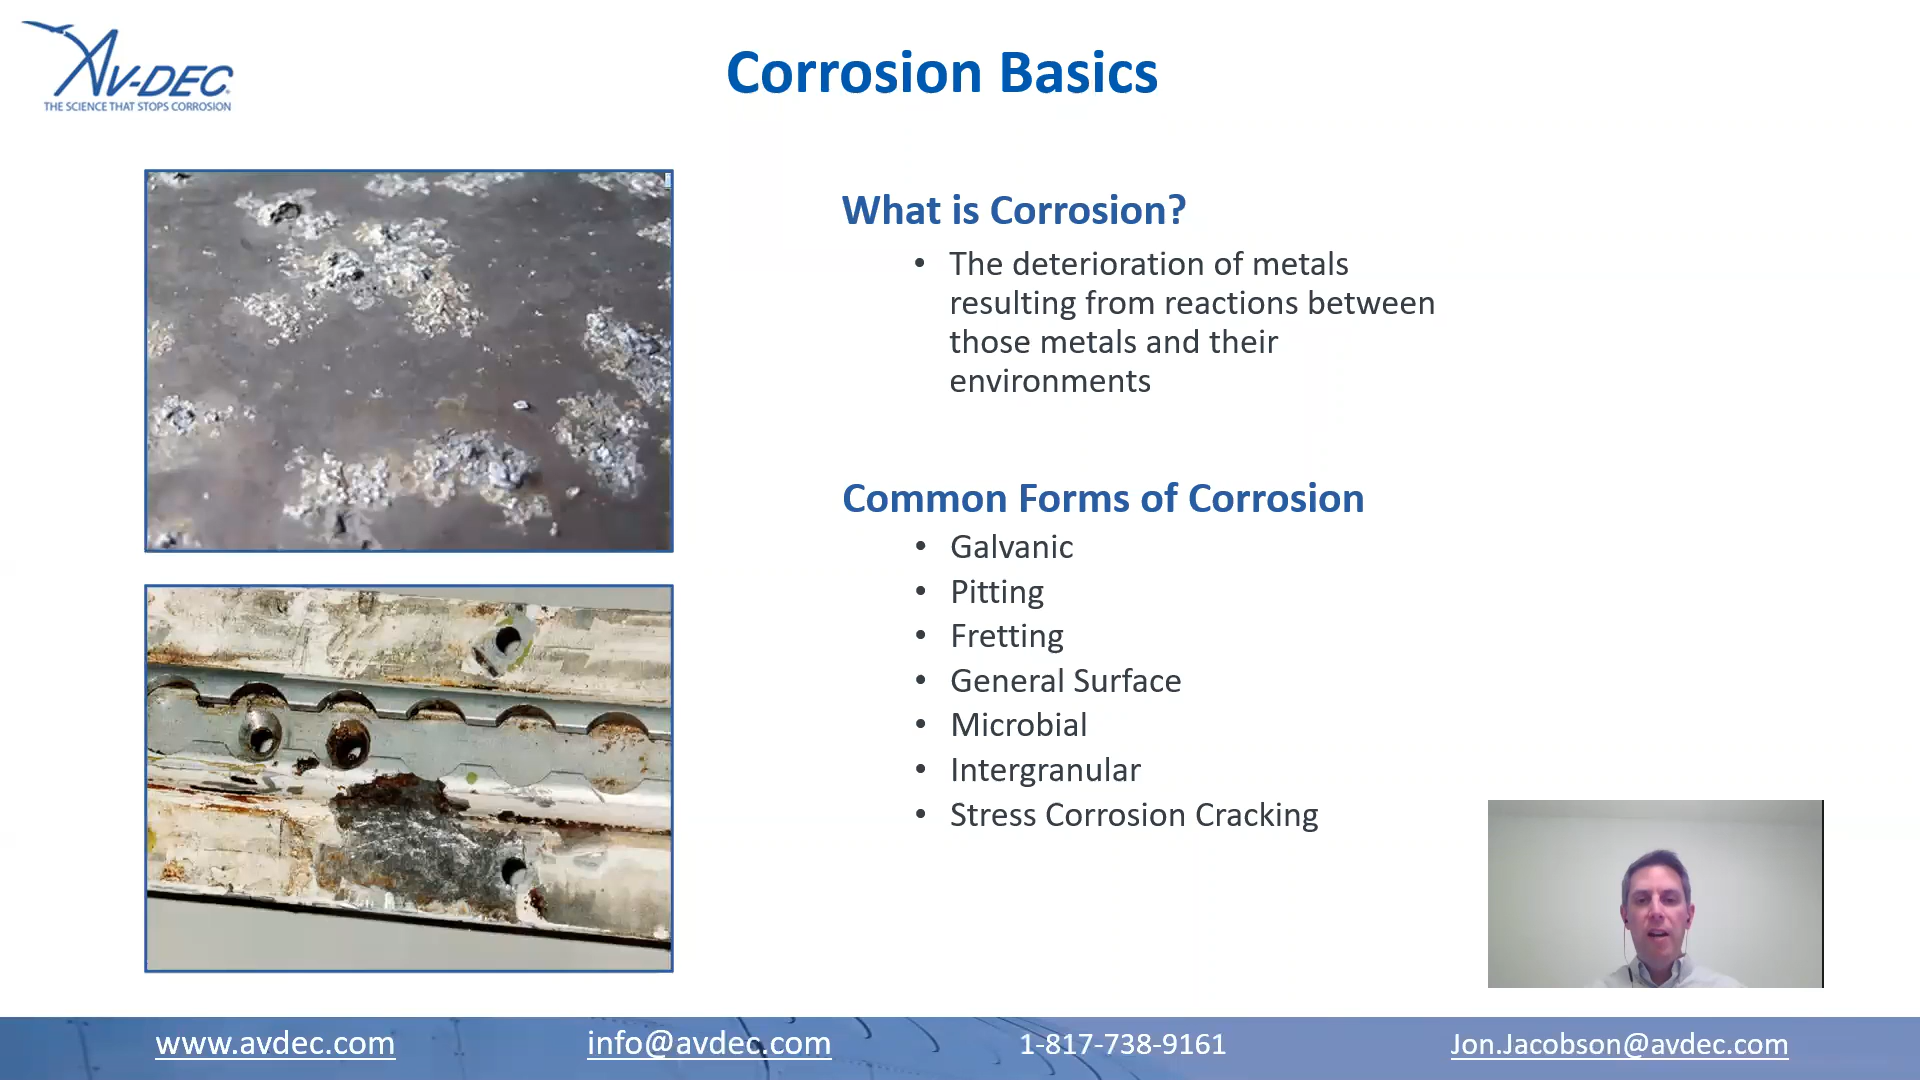 AV-DEC
THE SCIENCE THAT STOPS CORROSION
Corrosion Basics
What is Corrosion?
• The deterioration of metals
resulting from reactions between
those metals and their
environments
Common Forms of Corrosion
• Galvanic
• Pitting
• Fretting
• General Surface
• Microbial
• Intergranular
• Stress Corrosion Cracking
www.avdec.com
info@avdec.com
1-817-738-9161
Jon.Jacobson@avdec.com